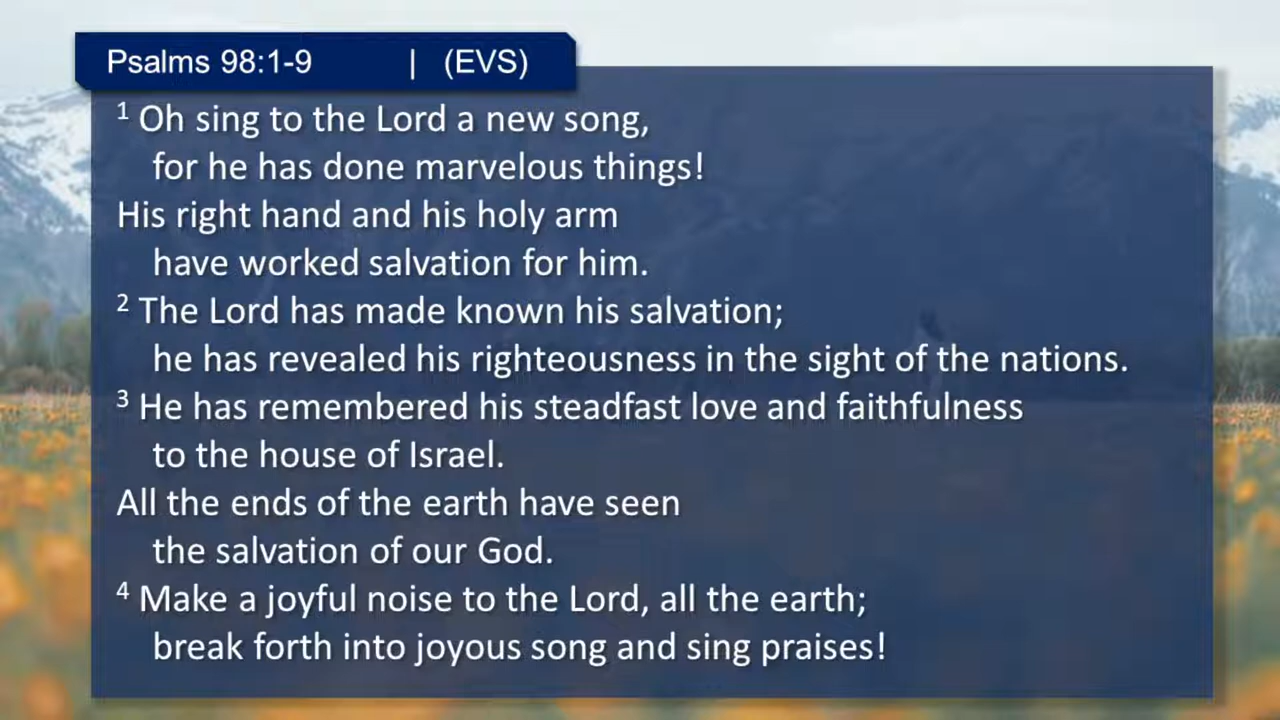 Psalms 98:1-9 | (EVS)
1 Oh sing to the Lord a new song,
for he has done marvelous things!
His right hand and his holy arm
have worked salvation for him.
2 The Lord has made known his salvation;
he has revealed his righteousness in the sight of the nations.
3 He has remembered his steadfast love and faithfulness
to the house of Israel.
All the ends of the earth have seen
the salvation of our God.
4 Make a joyful noise to the Lord, all the earth;
break forth into joyous song and sing praises!